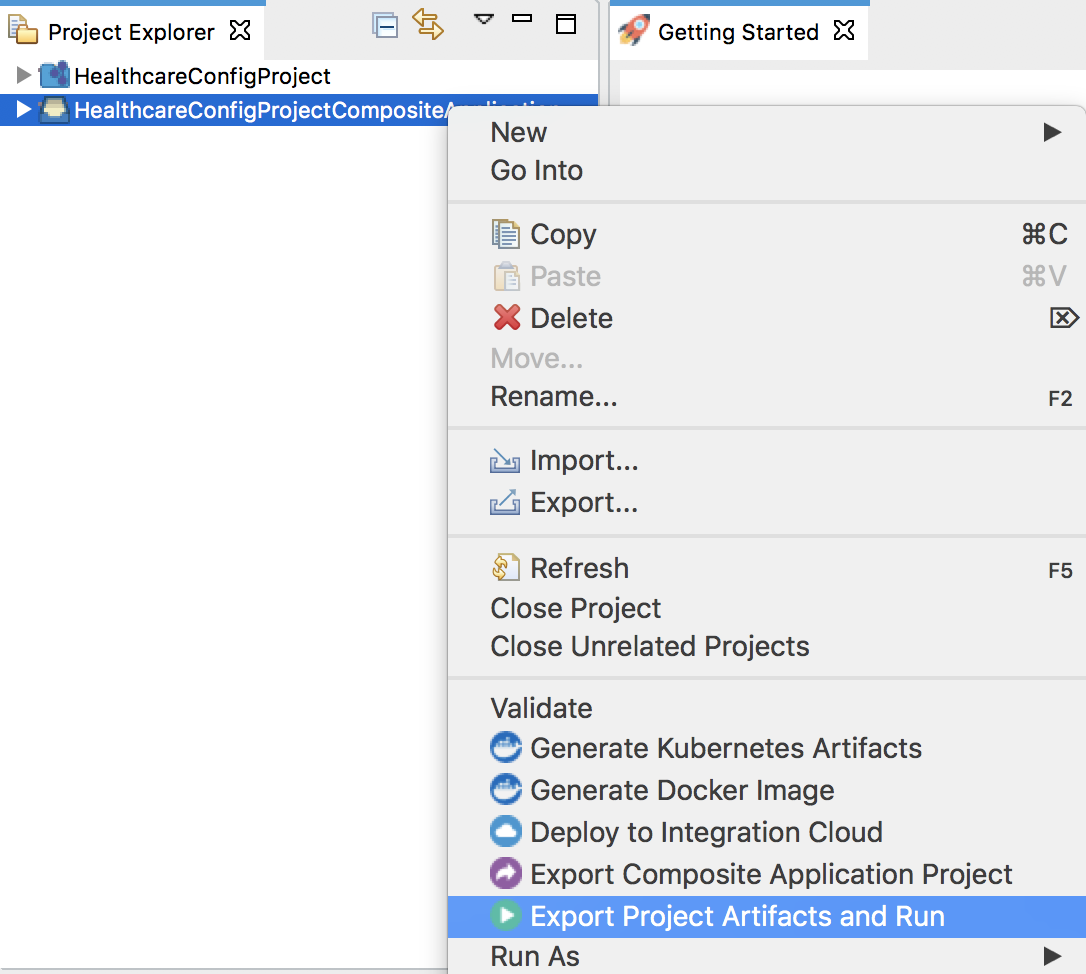 Project Explorer
Getting Started
HealthcareConfigProject
HealthcareConfigProjectComposite
New
Go Into
Copy ⌘C
Paste ⌘V
Delete ⌦
Move...
Rename... F2
Import...
Export...
Refresh F5
Close Project
Close Unrelated Projects
Validate
Generate Kubernetes Artifacts
Generate Docker Image
Deploy to Integration Cloud
Export Composite Application Project
Export Project Artifacts and Run
Run As